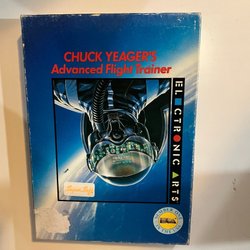 CHUCK YEAGER'S
Advanced Flight Trainer
ELECTRONIC ARTS